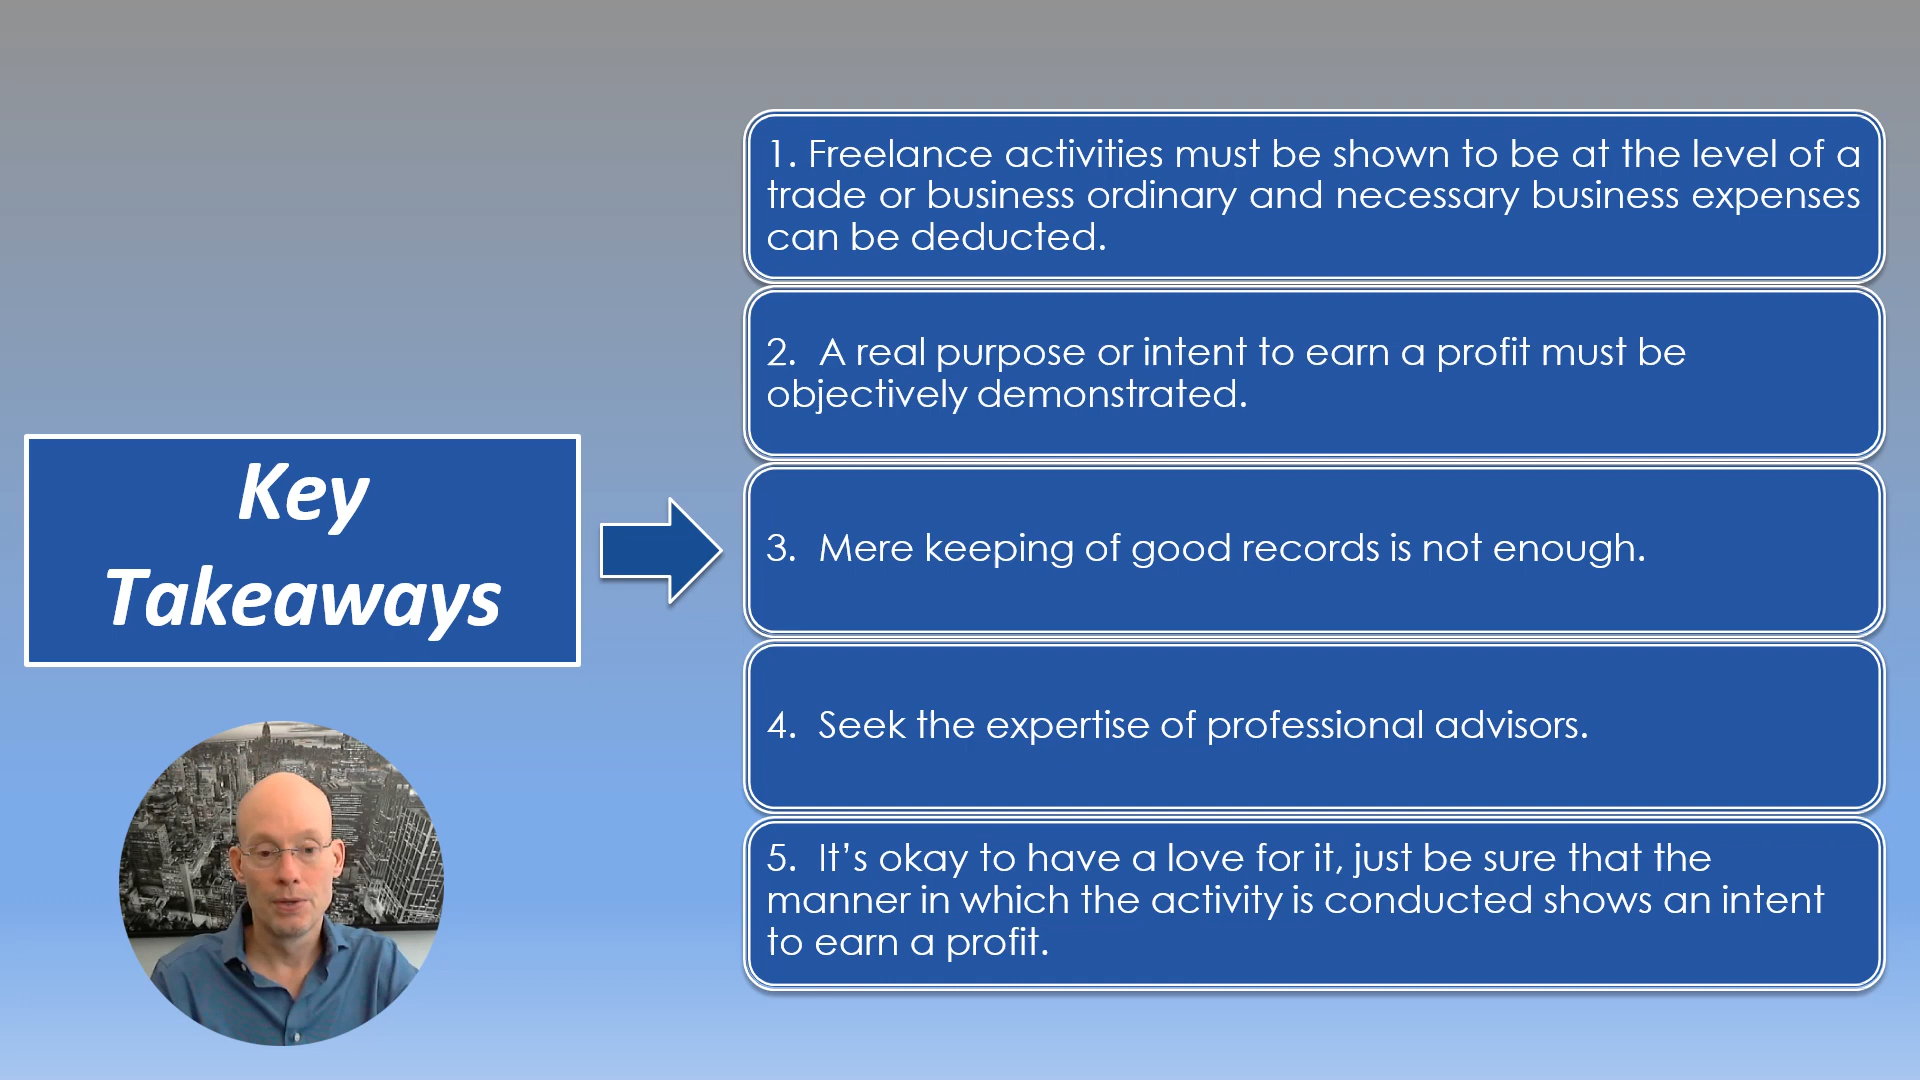 Key
Takeaways
1. Freelance activities must be shown to be at the level of a
trade or business ordinary and necessary business expenses
can be deducted.
2. A real purpose or intent to earn a profit must be
objectively demonstrated.
3. Mere keeping of good records is not enough.
4. Seek the expertise of professional advisors.
5. It’s okay to have a love for it, just be sure that the
manner in which the activity is conducted shows an intent
to earn a profit.